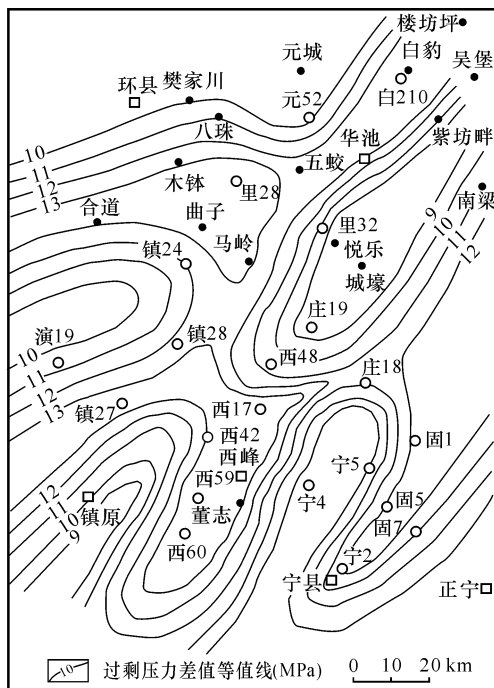 楼坊坪
元城
白豹
吴堡
环县
樊家川
元52
白210
八珠
华池
紫坊畔
10
11
12
13
木钵
五蛟
里28
南梁
合道
曲子
里32
9
10
11
12
镇24
马岭
悦乐
城壕
庄19
演19
镇28
10
11
12
13
西48
庄18
镇27
西17
西42
固1
西峰
西59
宁5
12
11
10
9
镇原
董志
宁4
固5
固7
西60
宁2
宁县
正宁
10 过剩压力差值等值线(MPa)
0 10 20 km